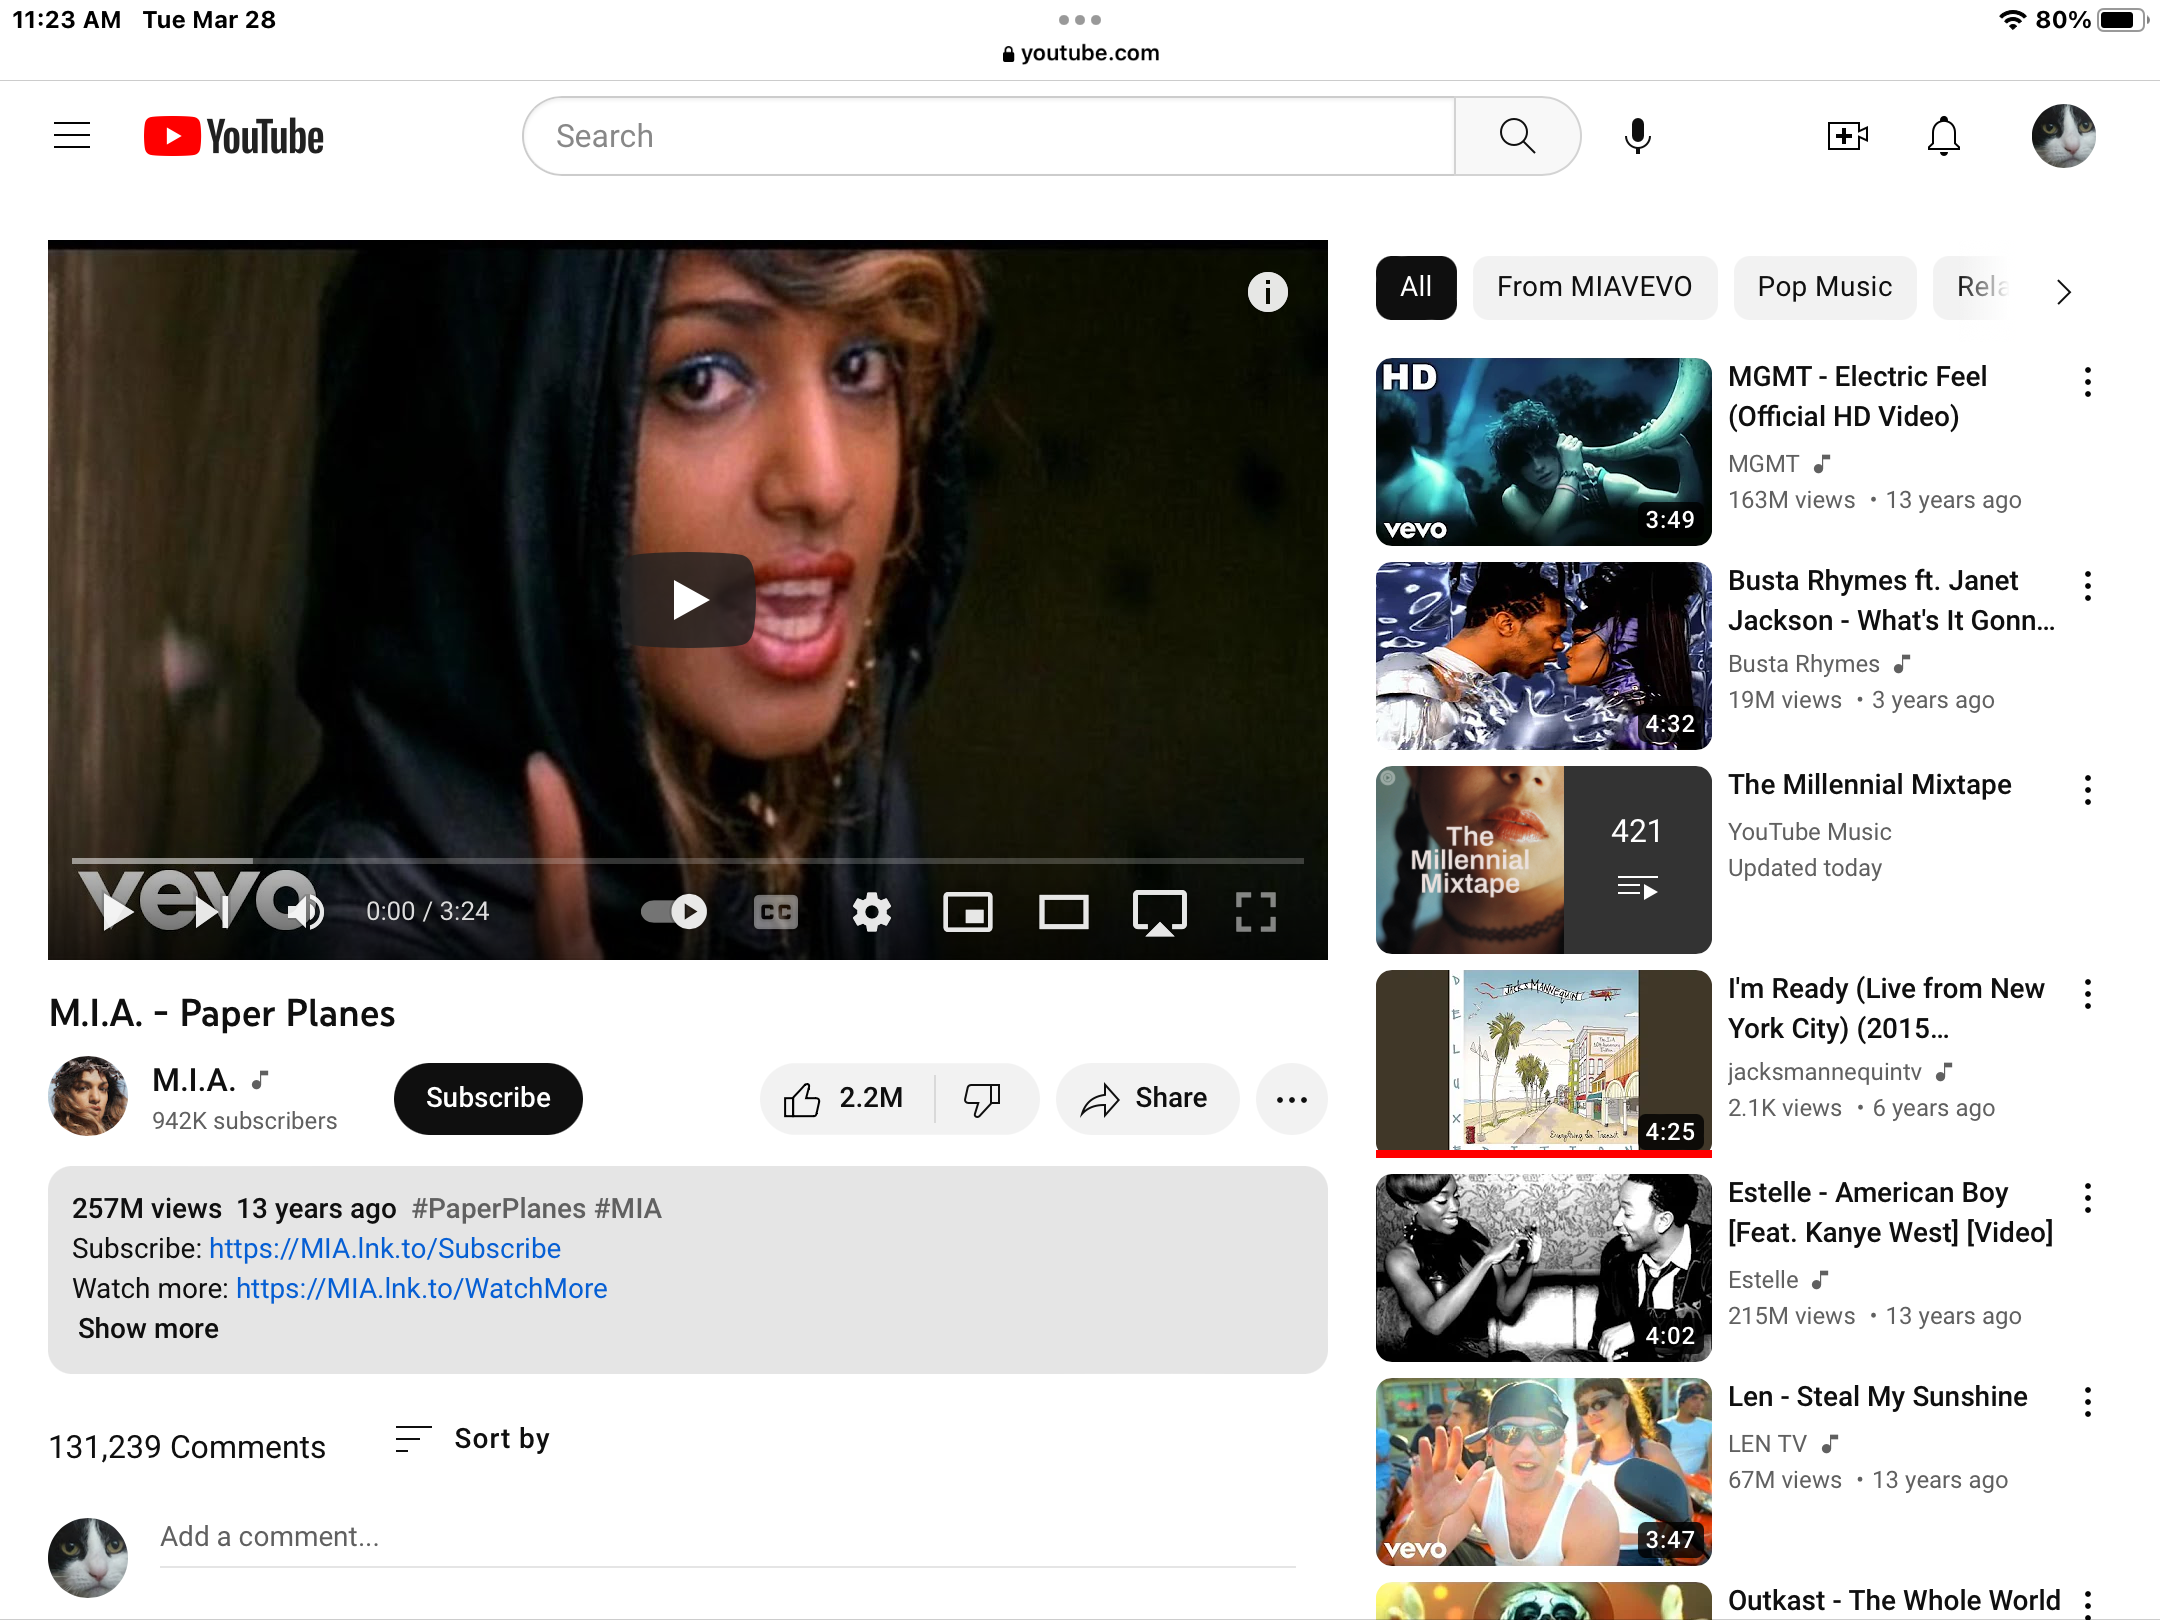 11:23 AM Tue Mar 28
80%
youtube.com
YouTube
Search
vevo
0:00 / 3:24
CC
M.I.A. - Paper Planes
M.I.A.
942K subscribers
Subscribe
2.2M
Share
257M views 13 years ago #PaperPlanes #MIA
Subscribe: https://MIA.lnk.to/Subscribe
Watch more: https://MIA.lnk.to/WatchMore
Show more
131,239 Comments
Sort by
Add a comment...
All
From MIAVEVO
Pop Music
Rela
HD
vevo
3:49
MGMT - Electric Feel
(Official HD Video)
MGMT
163M views • 13 years ago
4:32
Busta Rhymes ft. Janet
Jackson - What's It Gonn...
Busta Rhymes
19M views • 3 years ago
The
Millennial
Mixtape
421
The Millennial Mixtape
YouTube Music
Updated today
Jack's Mannequin
DELUXE
Everything In Transit
4:25
I'm Ready (Live from New
York City) (2015...
jacksmannequintv
2.1K views • 6 years ago
4:02
Estelle - American Boy
[Feat. Kanye West] [Video]
Estelle
215M views • 13 years ago
vevo
3:47
Len - Steal My Sunshine
LEN TV
67M views • 13 years ago
Outkast - The Whole World